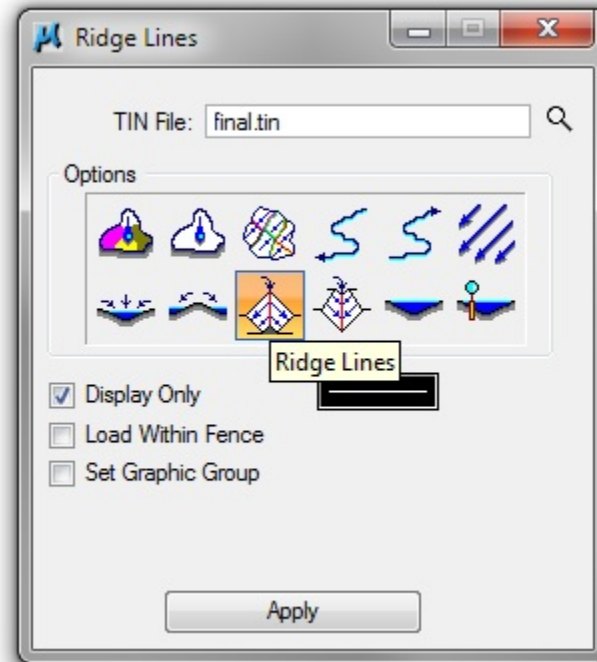 Ridge Lines
TIN File: final.tin
Options
Ridge Lines
Display Only
Load Within Fence
Set Graphic Group
Apply